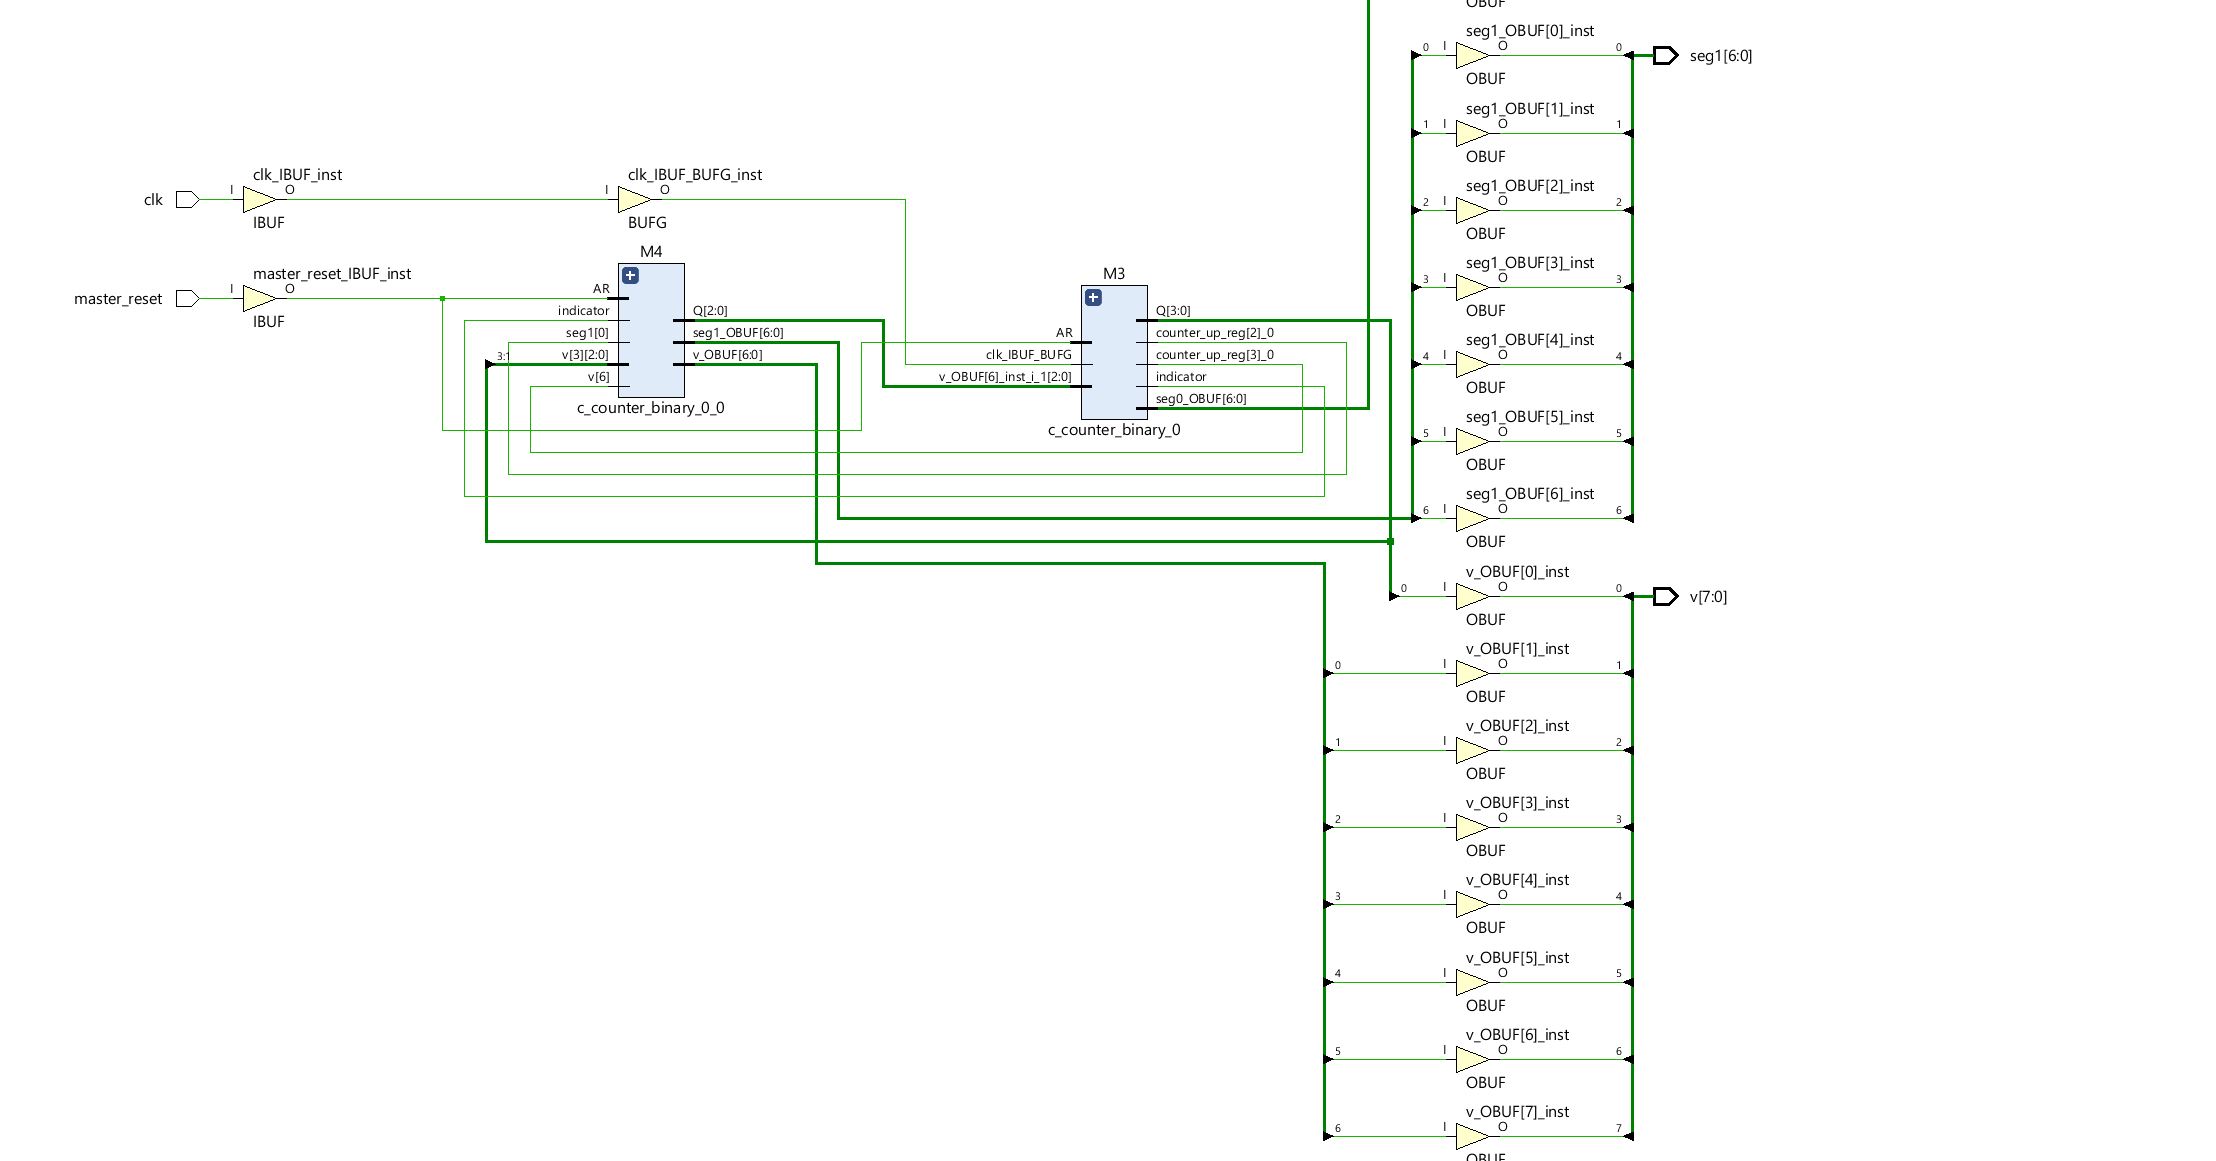 OBUF
seg1_OBUF[0]_inst
0 I O 0
seg1[6:0]
OBUF
seg1_OBUF[1]_inst
1 I O 1
OBUF
clk_IBUF_inst
clk_IBUF_BUFG_inst
seg1_OBUF[2]_inst
clk
I O
I O
2 I O 2
IBUF
BUFG
OBUF
M4
master_reset_IBUF_inst
M3
seg1_OBUF[3]_inst
master_reset
I O
AR
3 I O 3
IBUF
indicator
Q[2:0]
Q[3:0]
OBUF
seg1[0]
seg1_OBUF[6:0]
AR
counter_up_reg[2]_0
seg1_OBUF[4]_inst
3:1
v[3][2:0]
v_OBUF[6:0]
clk_IBUF_BUFG
counter_up_reg[3]_0
4 I O 4
v[6]
v_OBUF[6]_inst_i_1[2:0]
indicator
OBUF
seg0_OBUF[6:0]
c_counter_binary_0_0
c_counter_binary_0
seg1_OBUF[5]_inst
5 I O 5
OBUF
seg1_OBUF[6]_inst
6 I O 6
OBUF
v_OBUF[0]_inst
0 I O 0
v[7:0]
OBUF
v_OBUF[1]_inst
0 I O 1
OBUF
v_OBUF[2]_inst
1 I O 2
OBUF
v_OBUF[3]_inst
2 I O 3
OBUF
v_OBUF[4]_inst
3 I O 4
OBUF
v_OBUF[5]_inst
4 I O 5
OBUF
v_OBUF[6]_inst
5 I O 6
OBUF
v_OBUF[7]_inst
6 I O 7
OBUF